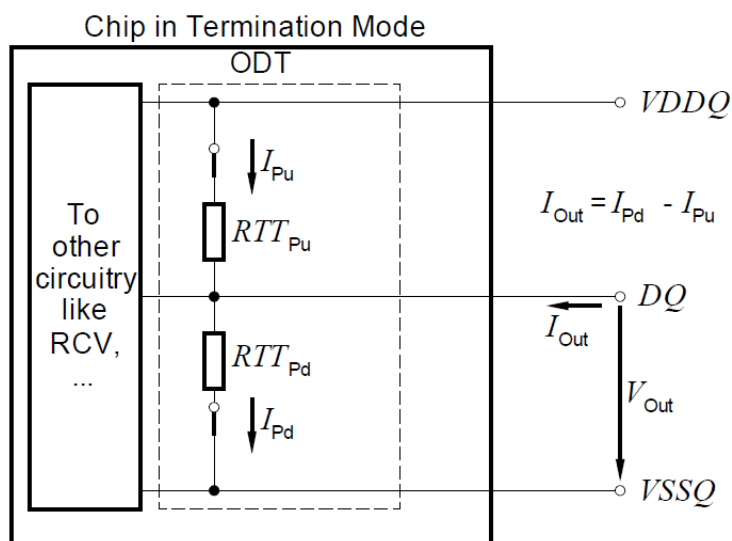 Chip in Termination Mode
ODT
VDDQ
I_Pu
To
other
circuitry
like
RCV,
...
RTT_Pu
I_Out = I_Pd - I_Pu
DQ
I_Out
RTT_Pd
V_Out
I_Pd
VSSQ